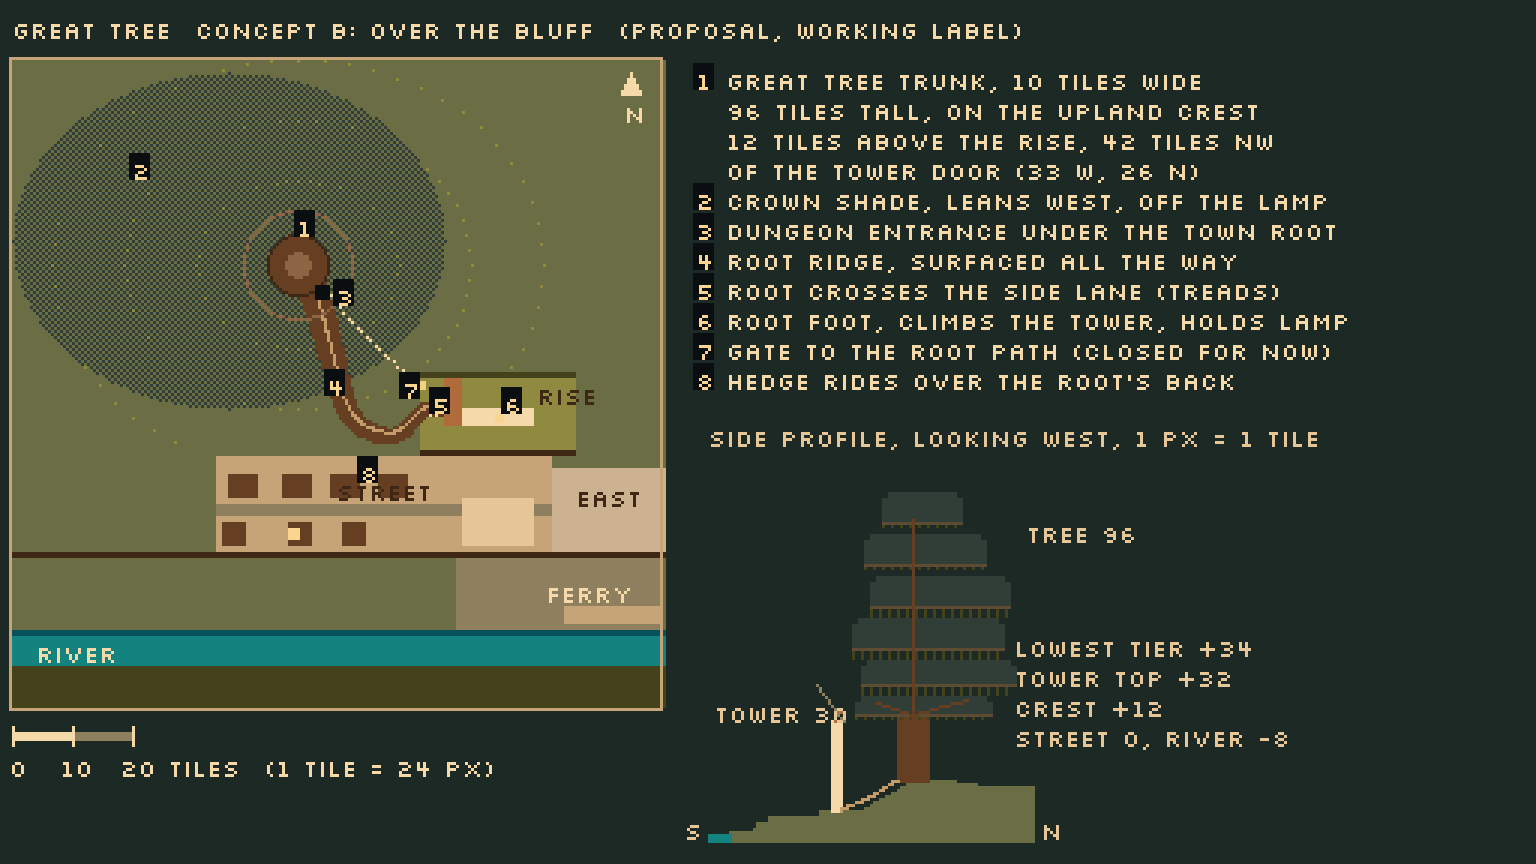 GREAT TREE  CONCEPT B: OVER THE BLUFF  (PROPOSAL, WORKING LABEL)
N
2
1
3
4
7
5
6
RISE
8
STREET
EAST
FERRY
RIVER
0 10 20 TILES (1 TILE = 24 PX)
1 GREAT TREE TRUNK, 10 TILES WIDE
96 TILES TALL, ON THE UPLAND CREST
12 TILES ABOVE THE RISE, 42 TILES NW
OF THE TOWER DOOR (33 W, 26 N)
2 CROWN SHADE, LEANS WEST, OFF THE LAMP
3 DUNGEON ENTRANCE UNDER THE TOWN ROOT
4 ROOT RIDGE, SURFACED ALL THE WAY
5 ROOT CROSSES THE SIDE LANE (TREADS)
6 ROOT FOOT, CLIMBS THE TOWER, HOLDS LAMP
7 GATE TO THE ROOT PATH (CLOSED FOR NOW)
8 HEDGE RIDES OVER THE ROOT'S BACK
SIDE PROFILE, LOOKING WEST, 1 PX = 1 TILE
TREE 96
LOWEST TIER +34
TOWER TOP +32
TOWER
CREST +12
STREET 0, RIVER -8
S
N